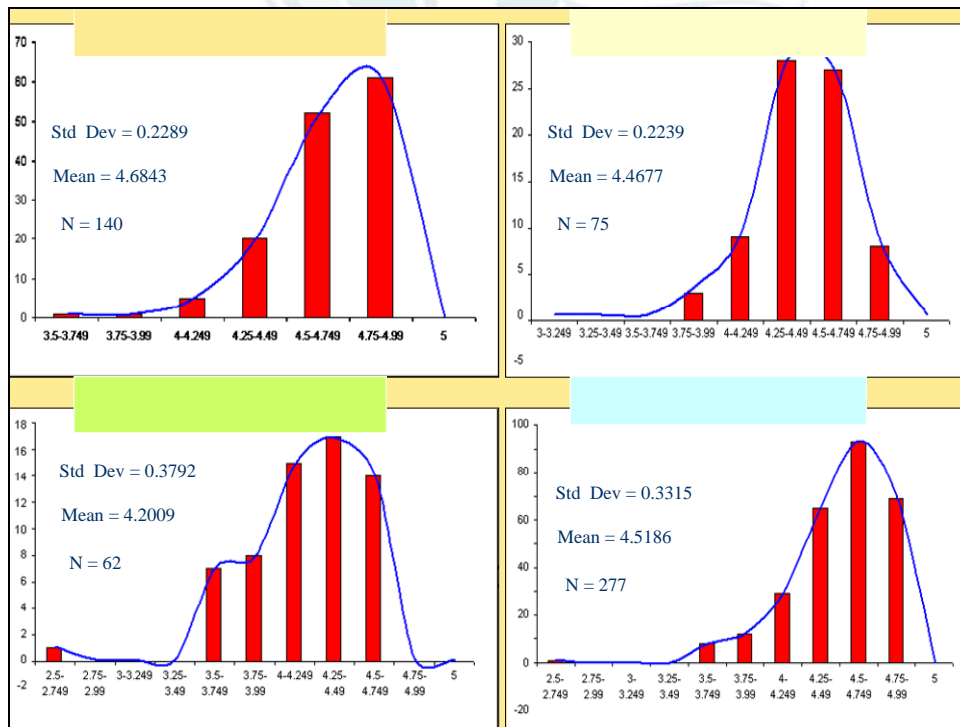 70
60
50
40
30
20
10
0
Std Dev = 0.2289
Mean = 4.6843
N = 140
3.5-3.749 3.75-3.99 4-4.249 4.25-4.49 4.5-4.749 4.75-4.99 5
30
25
20
15
10
5
0
-5
Std Dev = 0.2239
Mean = 4.4677
N = 75
3-3.249 3.25-3.49 3.5-3.749 3.75-3.99 4-4.249 4.25-4.49 4.5-4.749 4.75-4.99 5
18
16
14
12
10
8
6
4
2
0
-2
Std Dev = 0.3792
Mean = 4.2009
N = 62
2.5- 2.75- 3-3.249 3.25- 3.5- 3.75- 4-4.249 4.25- 4.5- 4.75- 5
2.749 2.99 3.49 3.749 3.99 4.49 4.749 4.99
100
80
60
40
20
0
-20
Std Dev = 0.3315
Mean = 4.5186
N = 277
2.5- 2.75- 3- 3.25- 3.5- 3.75- 4- 4.25- 4.5- 4.75- 5
2.749 2.99 3.249 3.49 3.749 3.99 4.249 4.49 4.749 4.99